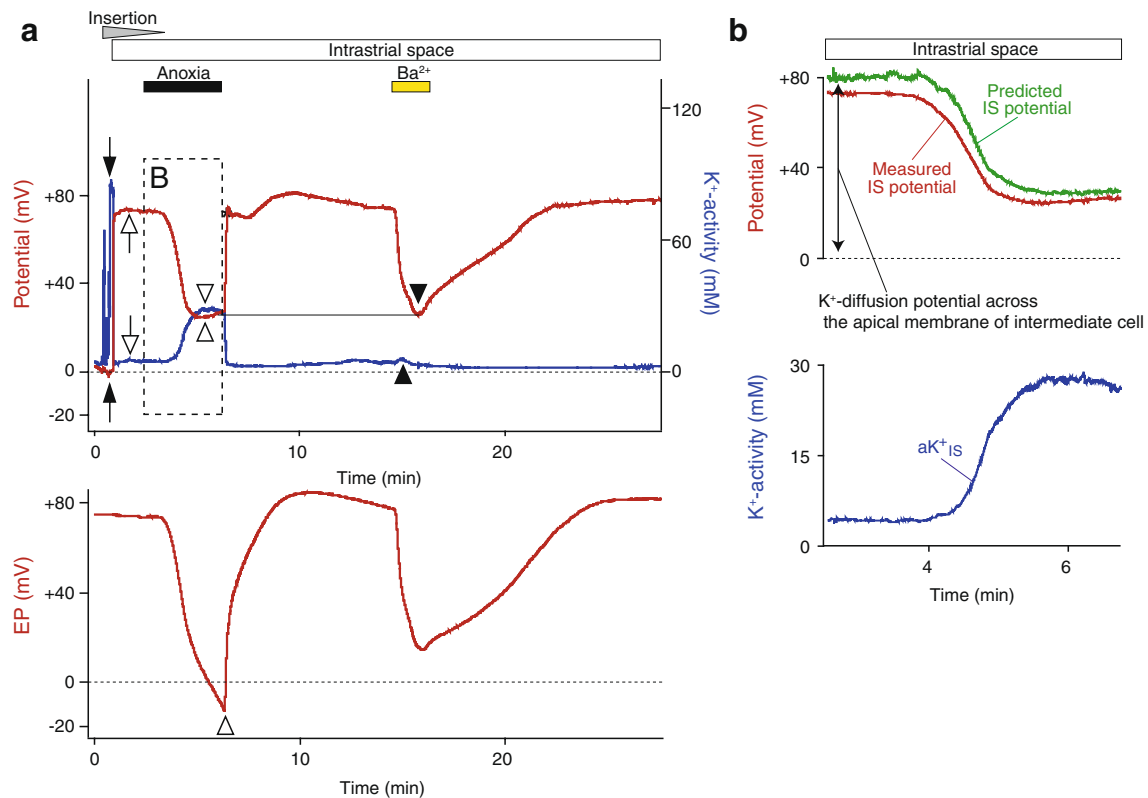 a
Insertion
Intrastrial space
Anoxia
Ba²⁺
B
Potential (mV)
+80
+40
0
-20
K⁺-activity (mM)
120
60
0
0
10
20
Time (min)
EP (mV)
+80
+40
0
-20
0
10
20
Time (min)
b
Intrastrial space
Potential (mV)
+80
+40
0
Predicted
IS potential
Measured
IS potential
K⁺-diffusion potential across
the apical membrane of intermediate cell
K⁺-activity (mM)
30
15
0
aK⁺IS
4
6
Time (min)